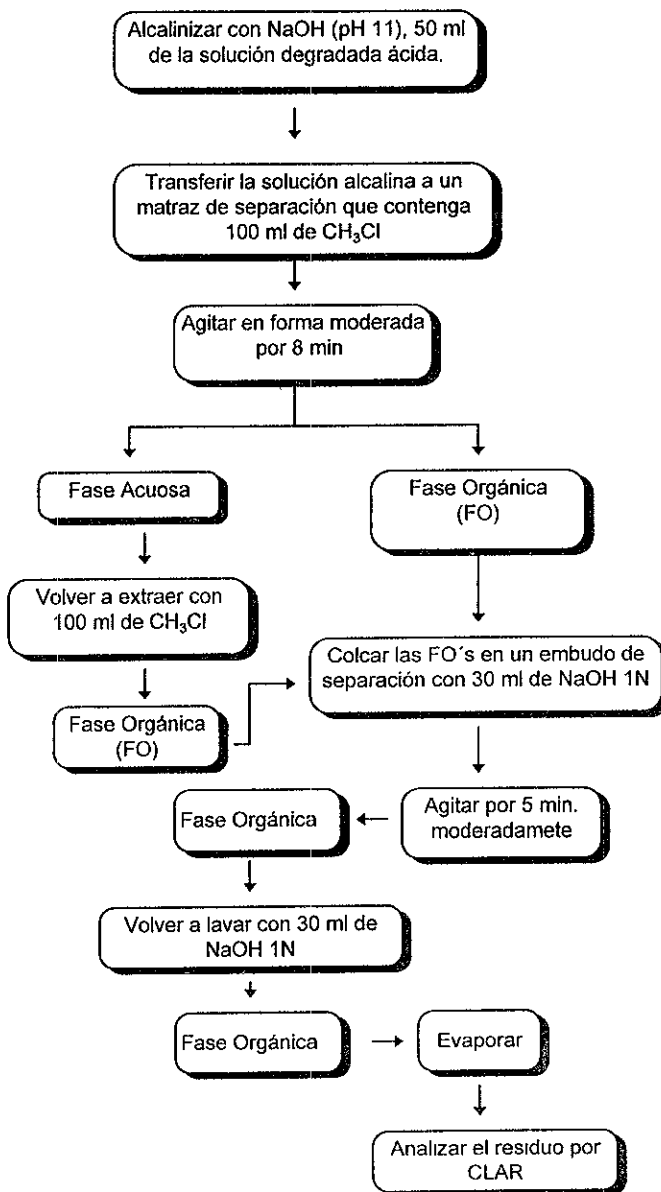 Alcalinizar con NaOH (pH 11), 50 ml
de la solución degradada ácida.
Transferir la solución alcalina a un
matraz de separación que contenga
100 ml de CH₃Cl
Agitar en forma moderada
por 8 min
Fase Acuosa
Fase Orgánica
(FO)
Volver a extraer con
100 ml de CH₃Cl
Colcar las FO´s en un embudo de
separación con 30 ml de NaOH 1N
Fase Orgánica
(FO)
Agitar por 5 min.
moderadamete
Fase Orgánica
Volver a lavar con 30 ml de
NaOH 1N
Fase Orgánica
Evaporar
Analizar el residuo por
CLAR